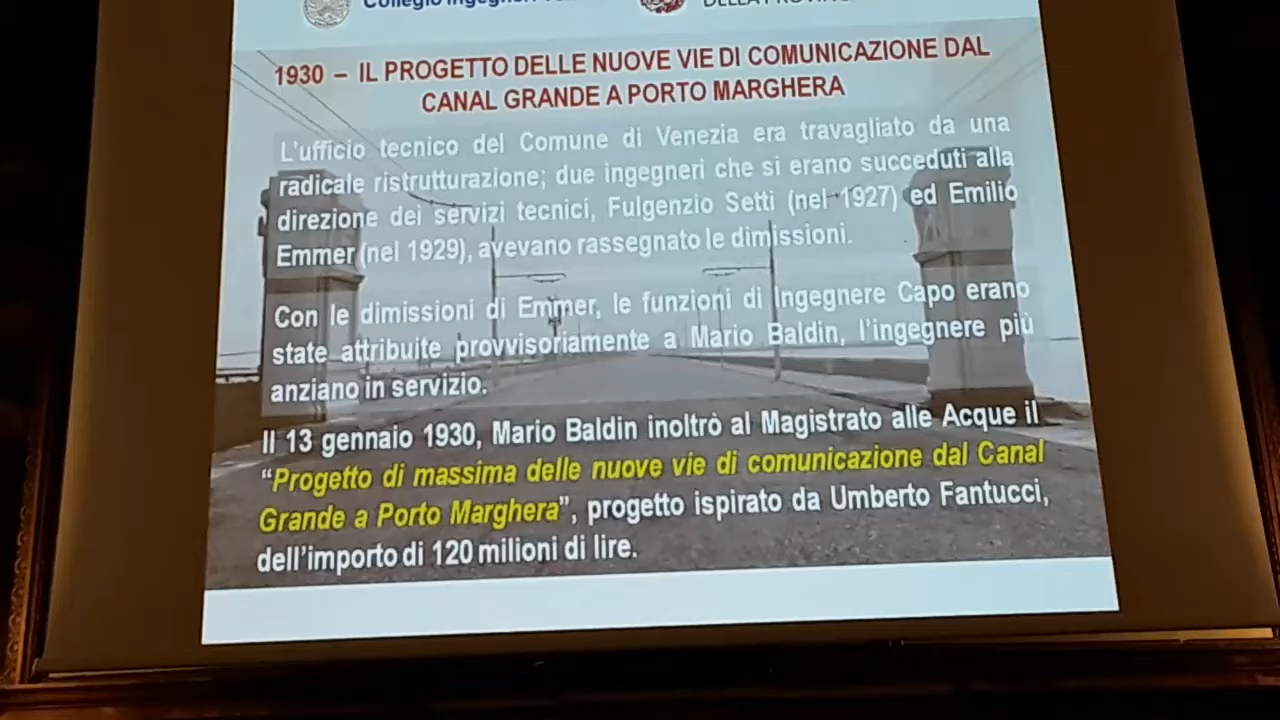 Collegio Ingegneri
DELLA PROVIN
1930 – IL PROGETTO DELLE NUOVE VIE DI COMUNICAZIONE DAL
CANAL GRANDE A PORTO MARGHERA
L'ufficio tecnico del Comune di Venezia era travagliato da una
radicale ristrutturazione; due ingegneri che si erano succeduti alla
direzione dei servizi tecnici, Fulgenzio Setti (nel 1927) ed Emilio
Emmer (nel 1929), avevano rassegnato le dimissioni.
Con le dimissioni di Emmer, le funzioni di Ingegnere Capo erano
state attribuite provvisoriamente a Mario Baldin, l'ingegnere più
anziano in servizio.
Il 13 gennaio 1930, Mario Baldin inoltrò al Magistrato alle Acque il
“Progetto di massima delle nuove vie di comunicazione dal Canal
Grande a Porto Marghera”, progetto ispirato da Umberto Fantucci,
dell'importo di 120 milioni di lire.